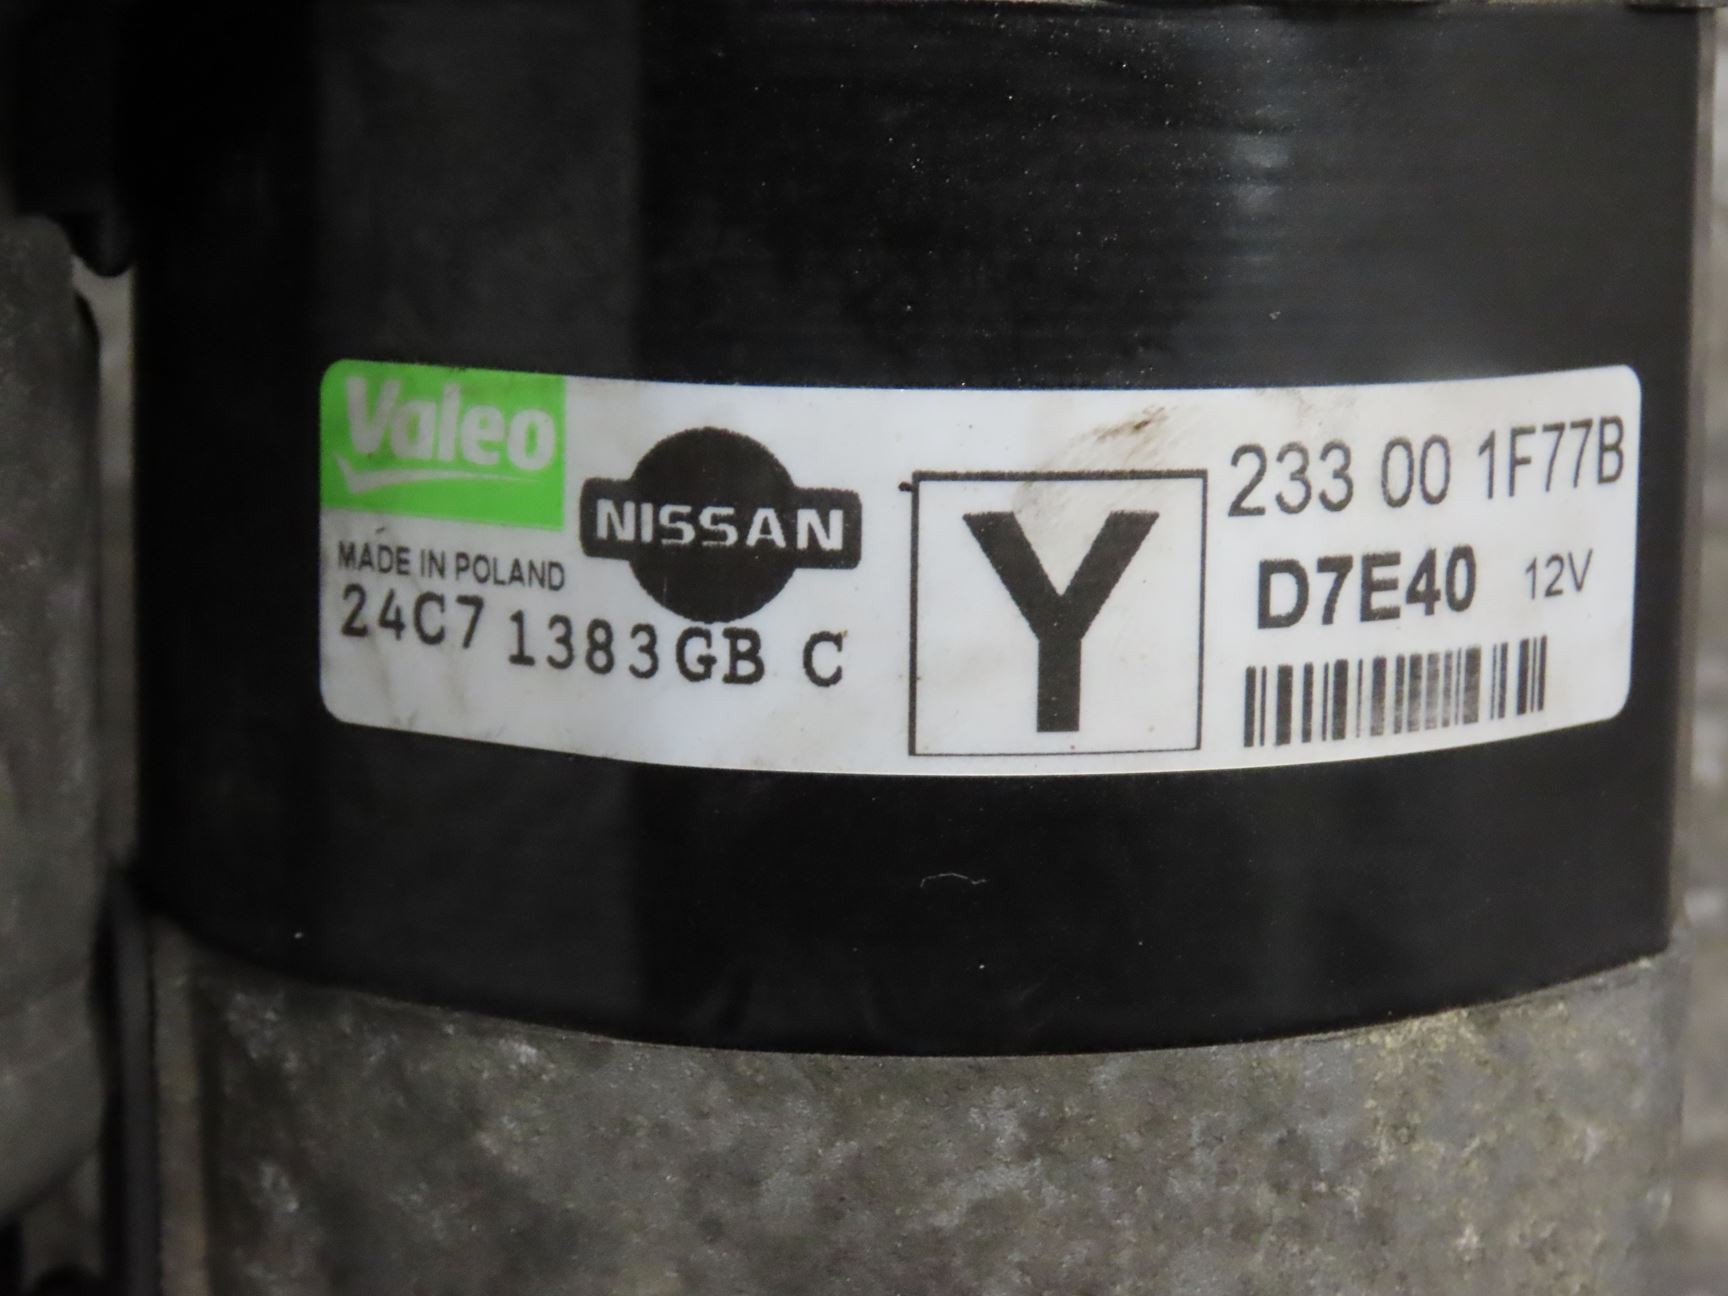 Valeo
NISSAN
MADE IN POLAND
24C7 1383GB C
Y
233 00 1F77B
D7E40 12V